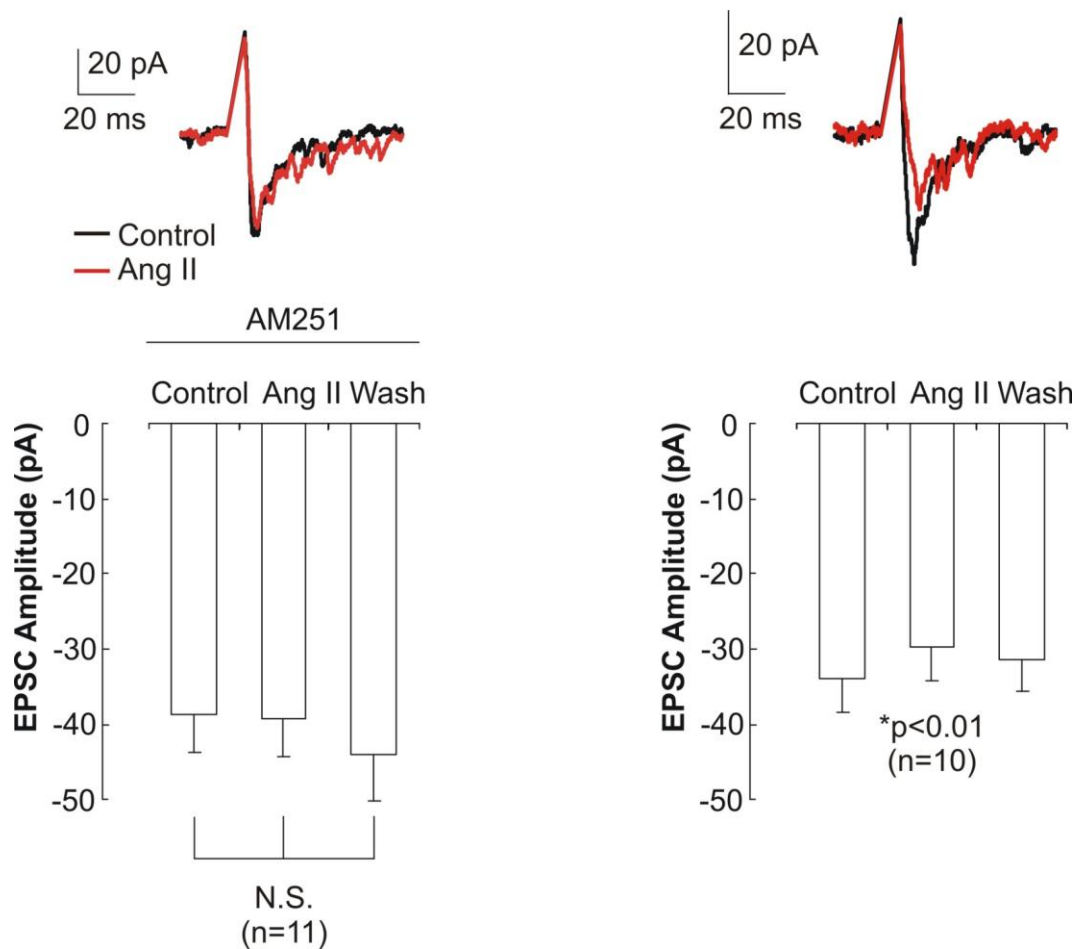 20 pA
20 ms
Control
Ang II
AM251
Control Ang II Wash
EPSC Amplitude (pA)
0
-10
-20
-30
-40
-50
N.S.
(n=11)
20 pA
20 ms
Control Ang II Wash
EPSC Amplitude (pA)
0
-10
-20
-30
-40
-50
*p<0.01
(n=10)